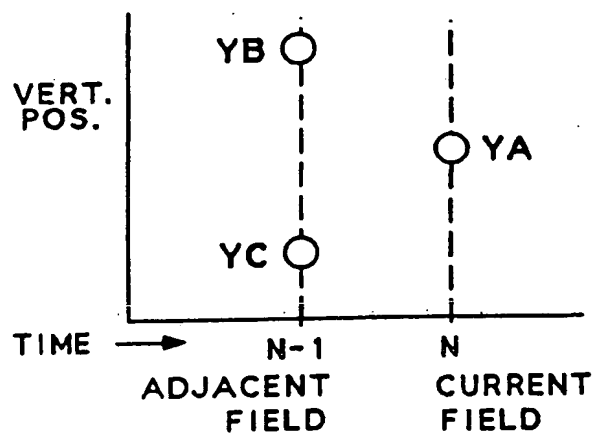 YB
VERT.
POS.
YA
YC
TIME
N-1
N
ADJACENT
FIELD
CURRENT
FIELD